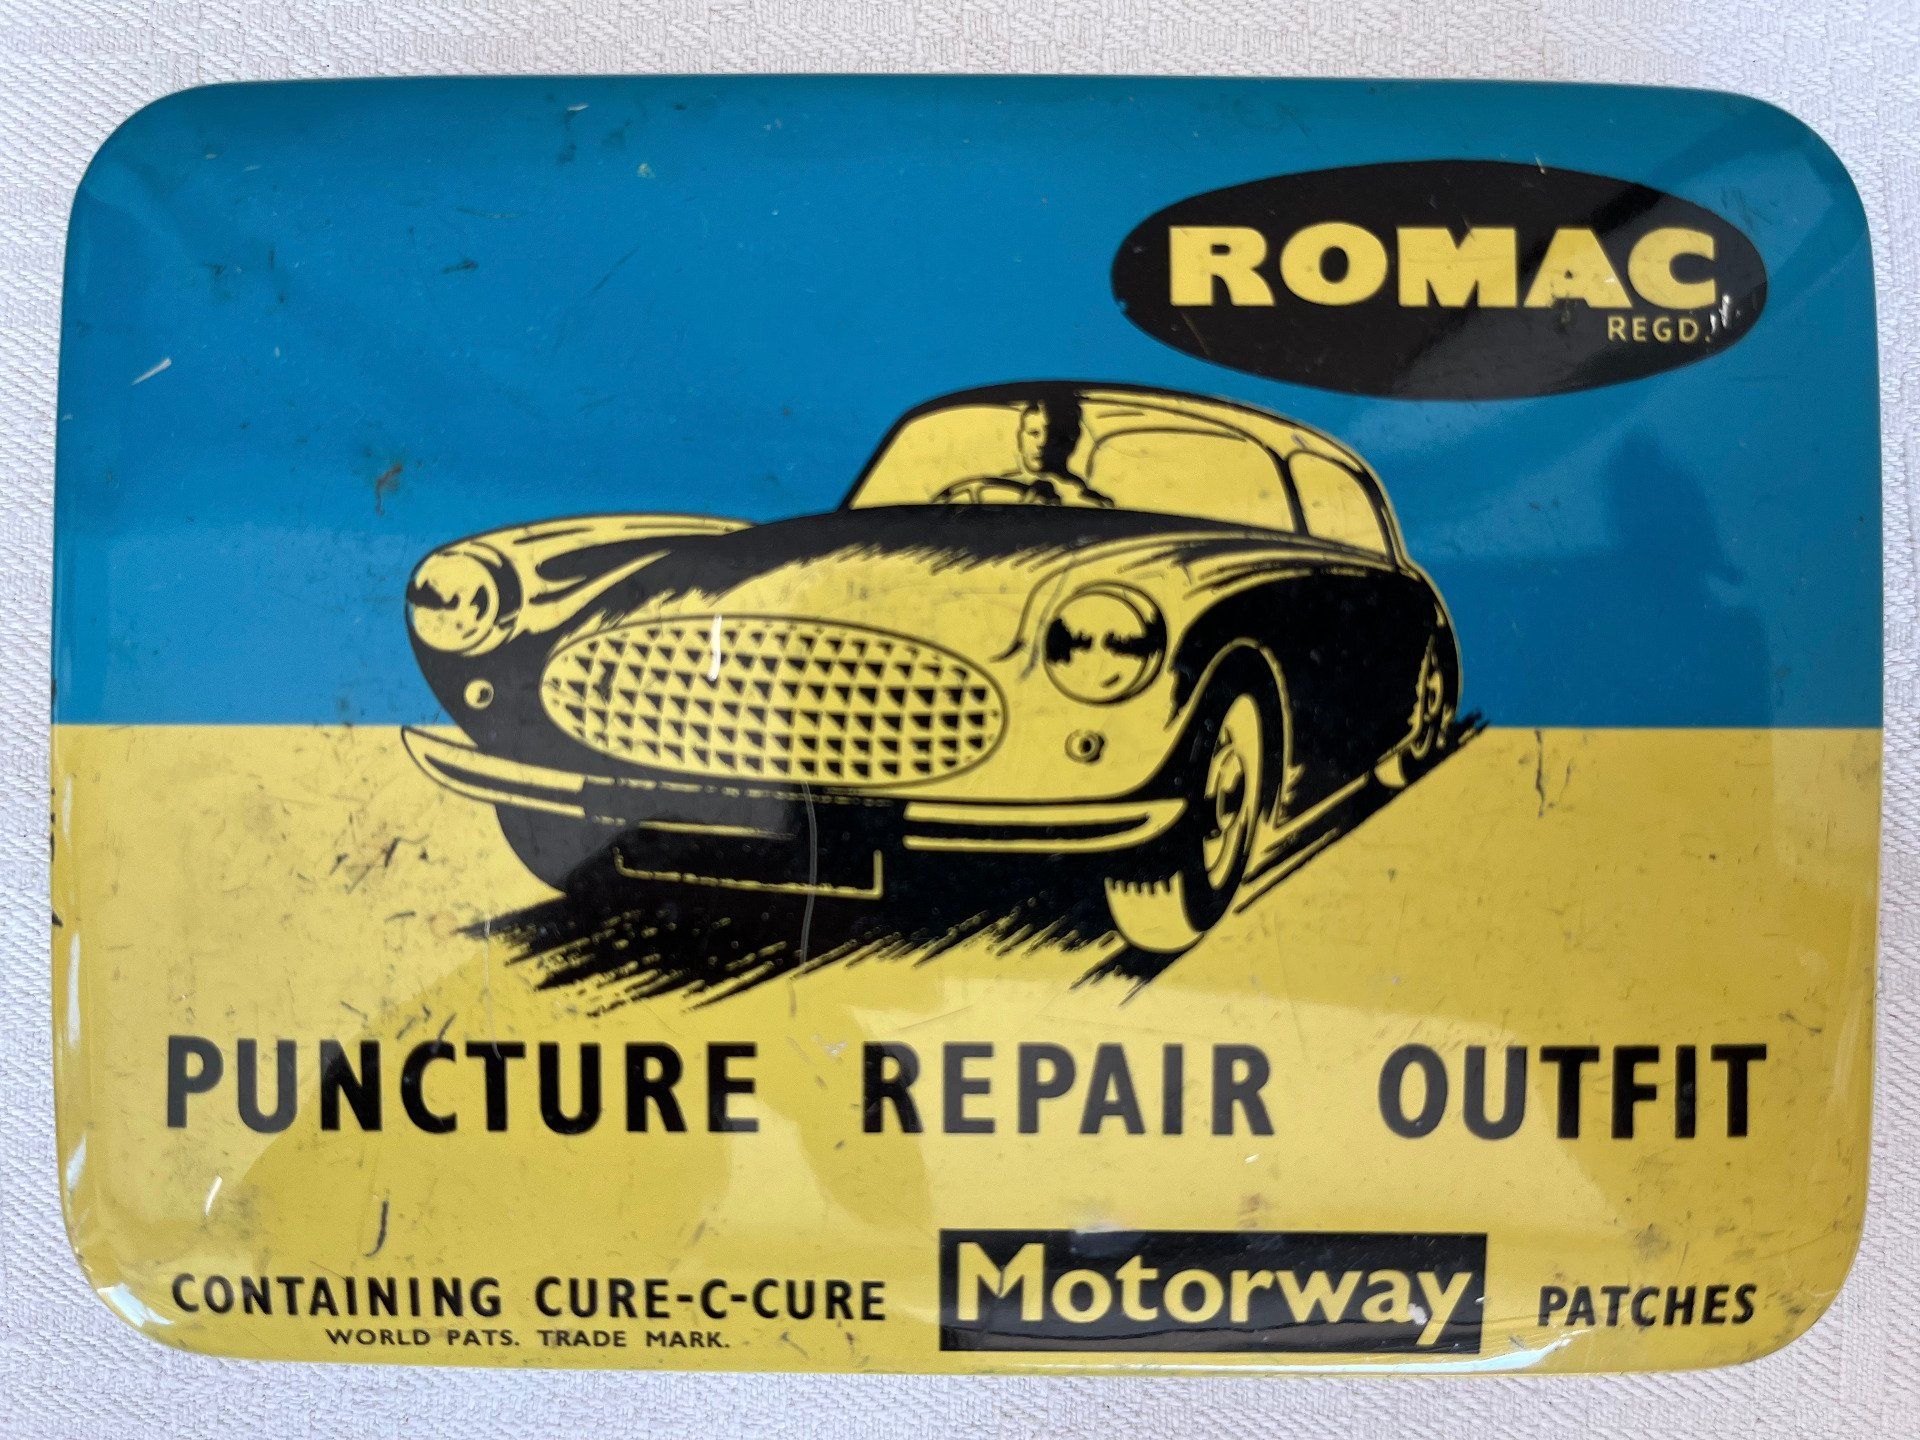 ROMAC
REGD.
PUNCTURE REPAIR OUTFIT
CONTAINING CURE-C-CURE Motorway PATCHES
WORLD PATS. TRADE MARK.